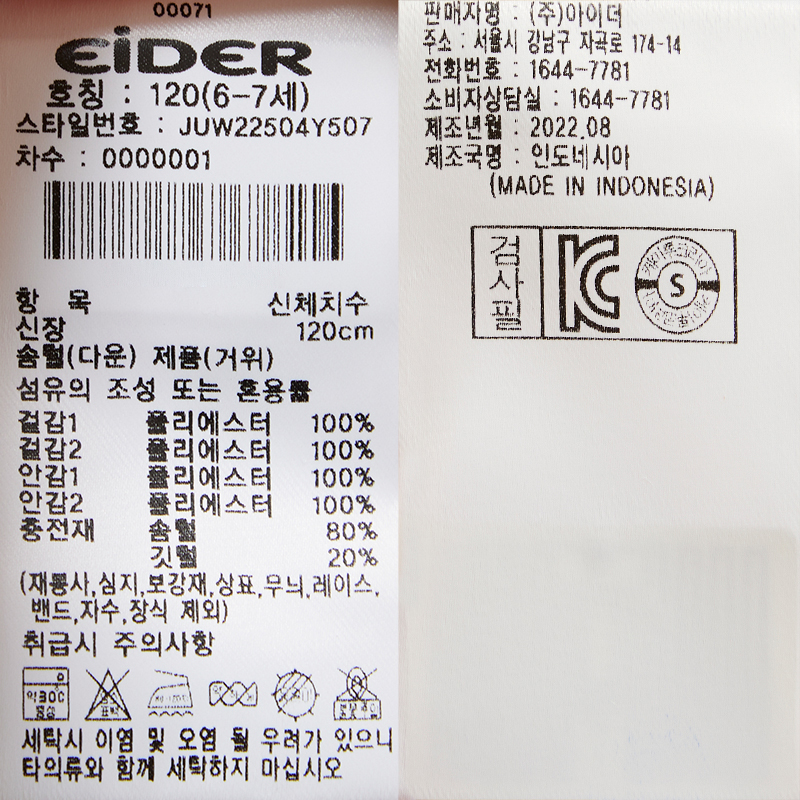 00071
EIDER
호칭 : 120(6-7세)
스타일번호 : JUW22504Y507
차수 : 0000001
항 목 신체치수
신장 120cm
솜털(다운) 제품(거위)
섬유의 조성 또는 혼용률
겉감1 폴리에스터 100%
겉감2 폴리에스터 100%
안감1 폴리에스터 100%
안감2 폴리에스터 100%
충전재 솜털 80%
깃털 20%
(재봉사,심지,보강재,상표,무늬,레이스,
밴드,자수,장식 제외)
취급시 주의사항
약30C
중성
세탁시 이염 및 오염 될 우려가 있으니
타의류와 함께 세탁하지 마십시오
판매자명 : (주)아이더
주소 : 서울시 강남구 자곡로 174-14
전화번호 : 1644-7781
소비자상담실 : 1644-7781
제조년월 : 2022.08
제조국명 : 인도네시아
(MADE IN INDONESIA)
검사필
KC
S